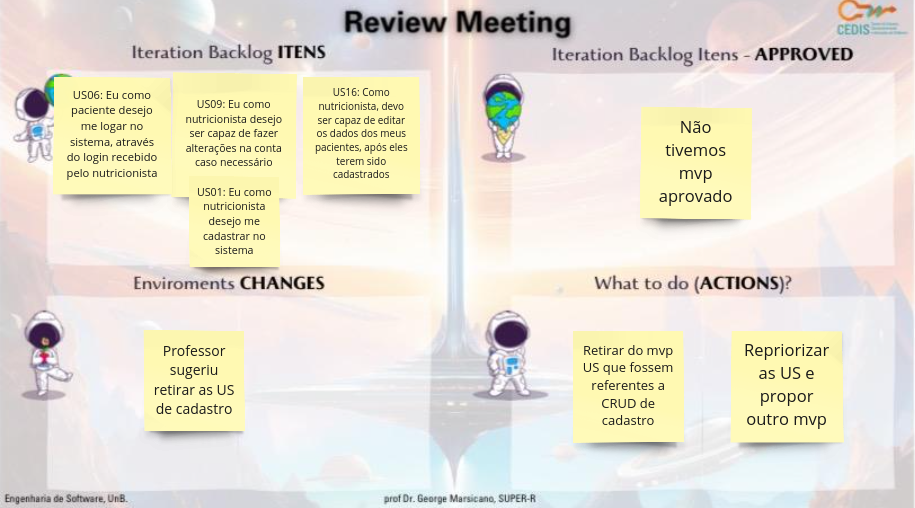 Review Meeting
CEDIS
Iteration Backlog ITENS
US06: Eu como
paciente desejo
me logar no
sistema, através
do login recebido
pelo nutricionista
US09: Eu como
nutricionista desejo
ser capaz de fazer
alterações na conta
caso necessário
US16: Como
nutricionista, devo
ser capaz de editar
os dados dos meus
pacientes, após eles
terem sido
cadastrados
US01: Eu como
nutricionista
desejo me
cadastrar no
sistema
Iteration Backlog Itens - APPROVED
Não
tivemos
mvp
aprovado
Enviroments CHANGES
Professor
sugeriu
retirar as US
de cadastro
What to do (ACTIONS)?
Retirar do mvp
US que fossem
referentes a
CRUD de
cadastro
Repriorizar
as US e
propor
outro mvp
Engenharia de Software, UnB.
prof Dr. George Marsicano, SUPER-R